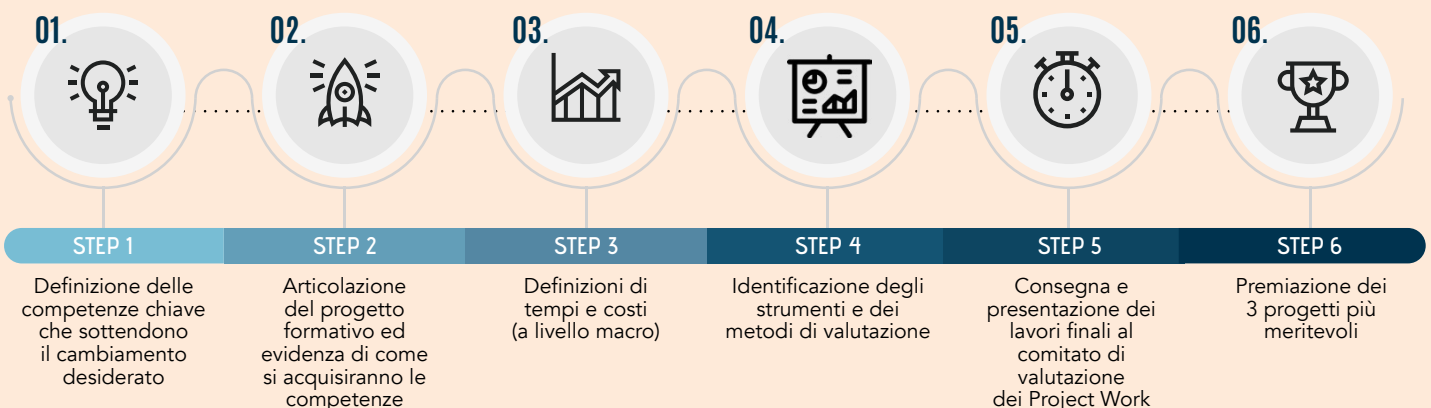 01.
02.
03.
04.
05.
06.
STEP 1
STEP 2
STEP 3
STEP 4
STEP 5
STEP 6
Definizione delle
competenze chiave
che sottendono
il cambiamento
desiderato
Articolazione
del progetto
formativo ed
evidenza di come
si acquisiranno le
competenze
Definizioni di
tempi e costi
(a livello macro)
Identificazione degli
strumenti e dei
metodi di valutazione
Consegna e
presentazione dei
lavori finali al
comitato di
valutazione
dei Project Work
Premiazione dei
3 progetti più
meritevoli